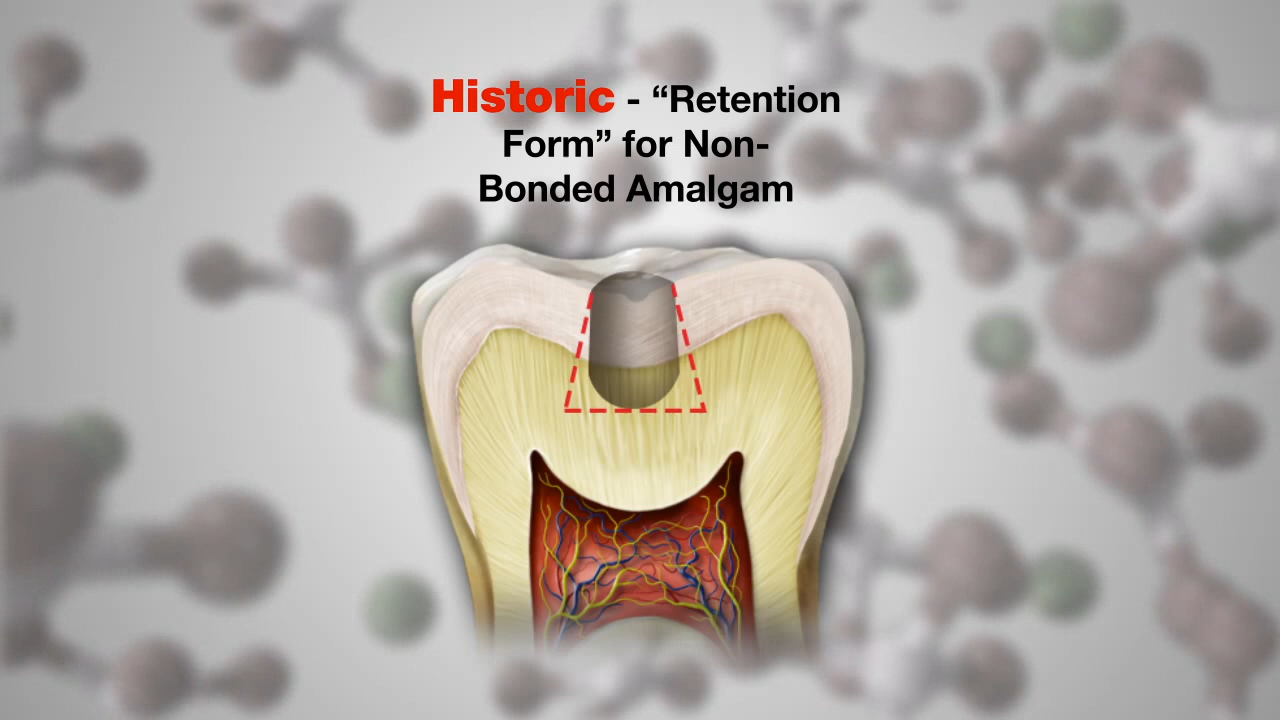 Historic - “Retention
Form” for Non-
Bonded Amalgam